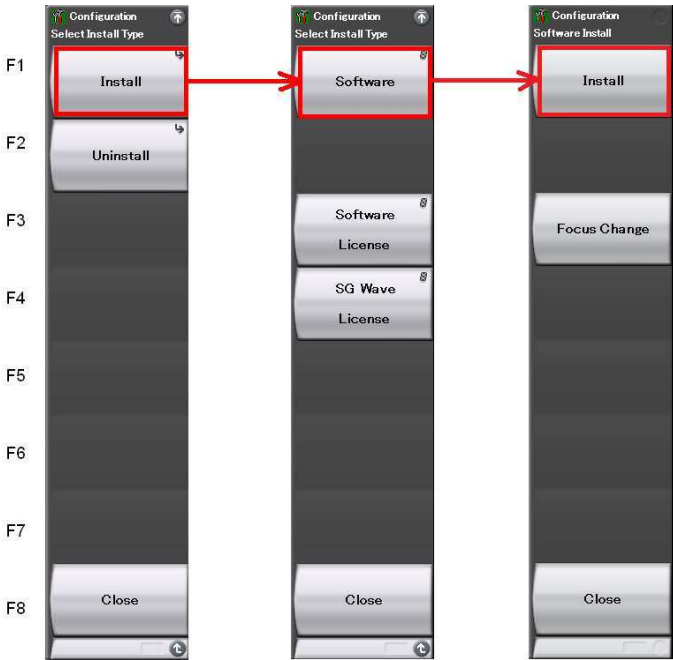 Configuration
Select Install Type
Configuration
Select Install Type
Configuration
Software Install
F1
Install
Software
Install
F2
Uninstall
F3
Software
License
Focus Change
F4
SG Wave
License
F5
F6
F7
F8
Close
Close
Close